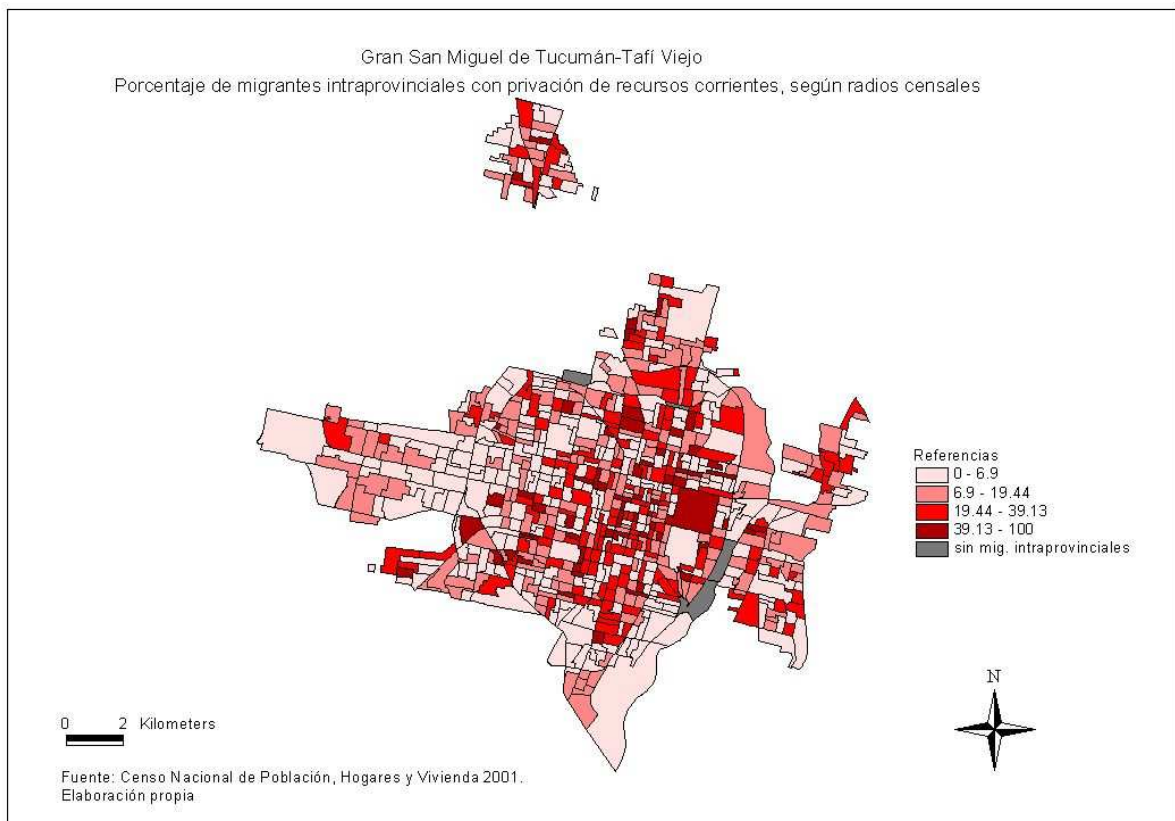 Gran San Miguel de Tucumán-Tafí Viejo
Porcentaje de migrantes intraprovinciales con privación de recursos corrientes, según radios censales
Referencias
0 - 6.9
6.9 - 19.44
19.44 - 39.13
39.13 - 100
sin mig. intraprovinciales
N
0 2 Kilometers
Fuente: Censo Nacional de Población, Hogares y Vivienda 2001.
Elaboración propia